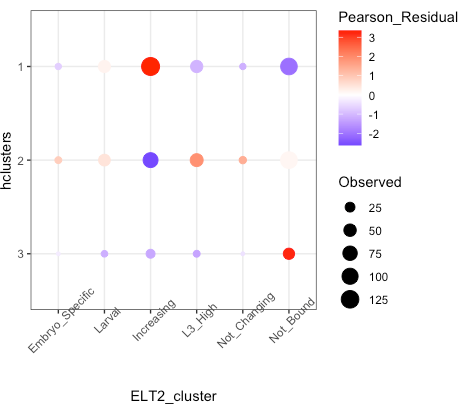 Pearson_Residual
3
2
1
0
-1
-2
Observed
25
50
75
100
125
hclusters
1
2
3
Embryo_Specific
Larval
Increasing
L3_High
Not_Changing
Not_Bound
ELT2_cluster